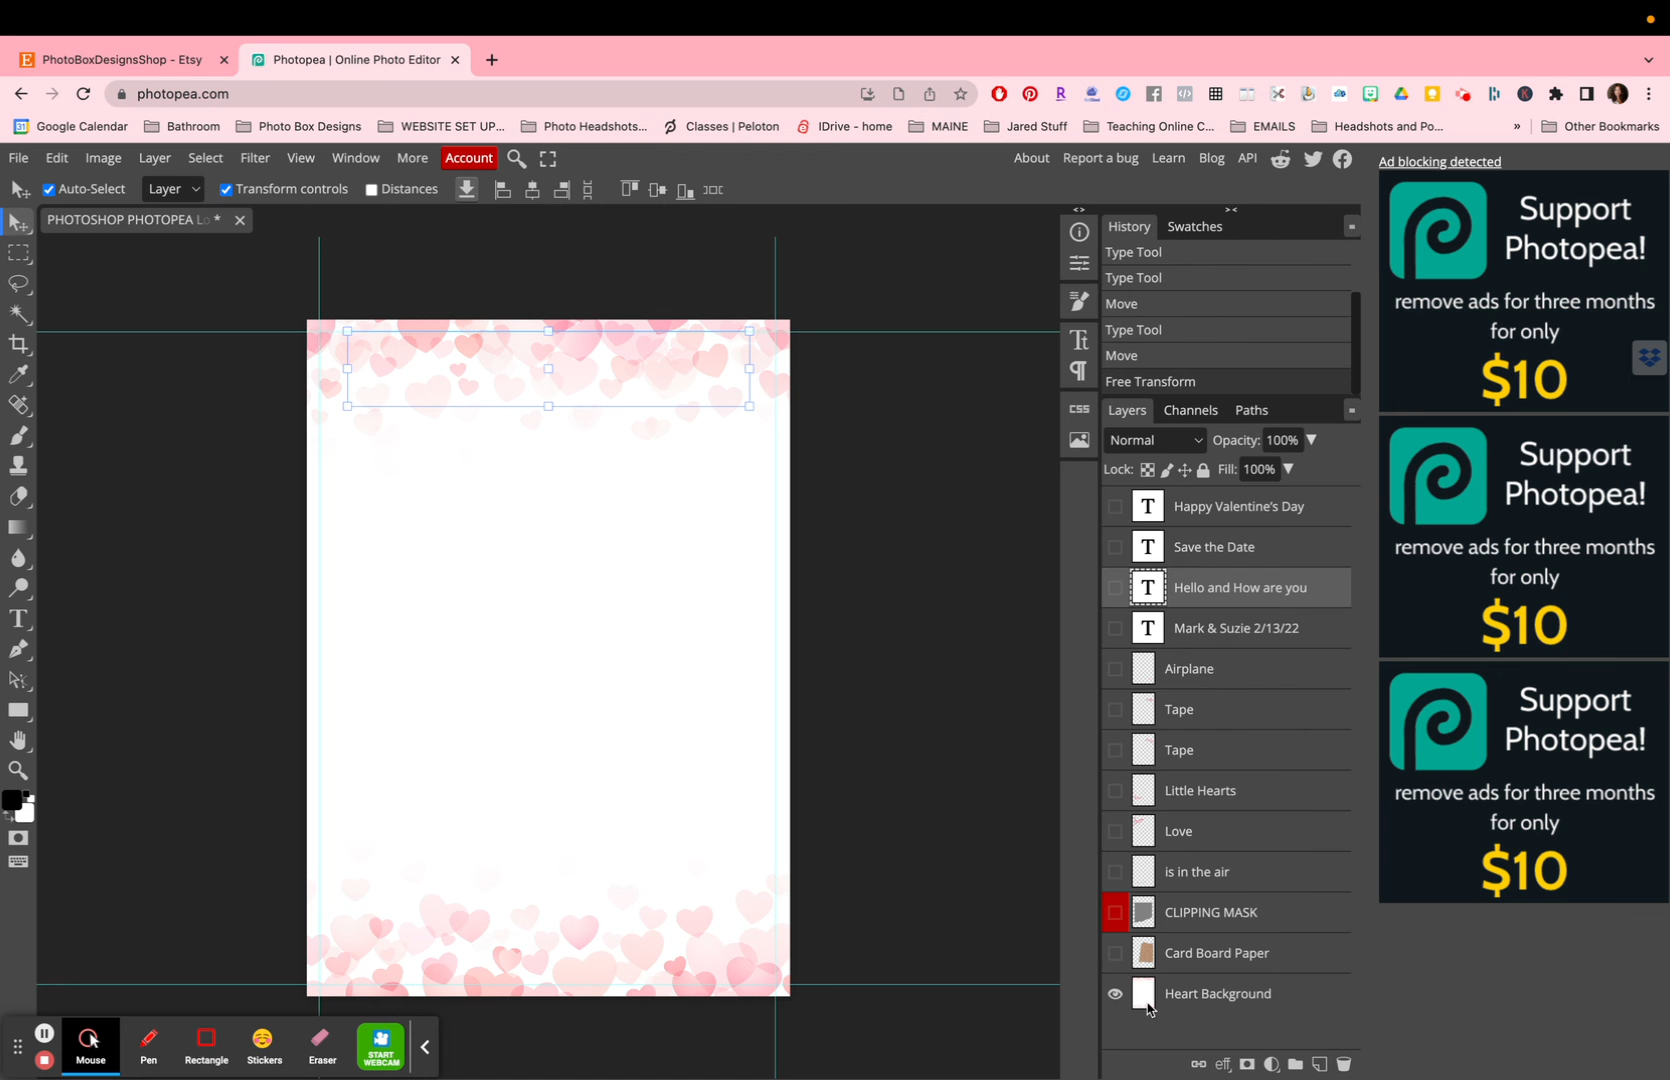 PhotoBoxDesignsShop - Etsy
Photopea | Online Photo Editor
photopea.com
Google Calendar
Bathroom
Photo Box Designs
WEBSITE SET UP...
Photo Headshots...
Classes | Peloton
IDrive - home
MAINE
Jared Stuff
Teaching Online C...
EMAILS
Headshots and Po...
»
Other Bookmarks
File Edit Image Layer Select Filter View Window More Account
About Report a bug Learn Blog API
Ad blocking detected
Auto-Select Layer Transform controls Distances
PHOTOSHOP PHOTOPEA Lo *
History Swatches
Type Tool
Type Tool
Move
Type Tool
Move
Free Transform
Layers Channels Paths
CSS
Normal Opacity: 100%
Lock: Fill: 100%
Happy Valentine's Day
Save the Date
Hello and How are you
Mark & Suzie 2/13/22
Airplane
Tape
Tape
Little Hearts
Love
is in the air
CLIPPING MASK
Card Board Paper
Heart Background
eff
Support
Photopea!
remove ads for three months
for only
$10
Support
Photopea!
remove ads for three months
for only
$10
Support
Photopea!
remove ads for three months
for only
$10
Mouse Pen Rectangle Stickers Eraser
START
WEBCAM